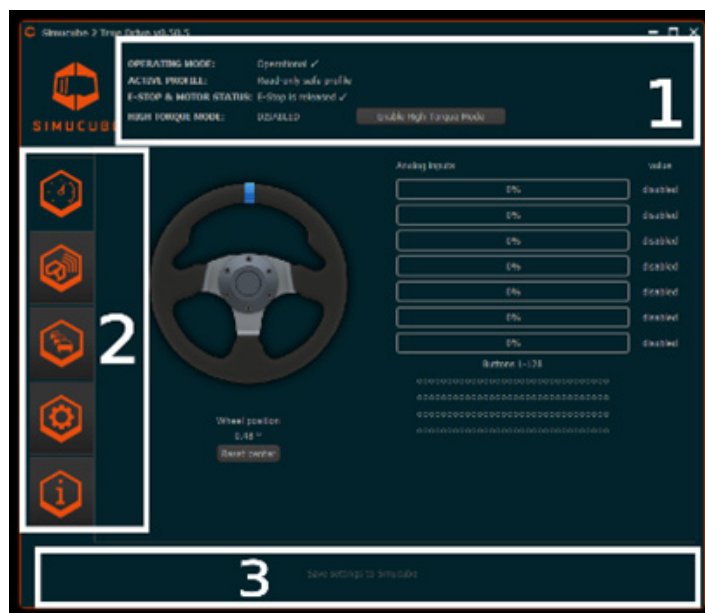 Simucube 2 True Drive v0.50.5
OPERATING MODE: Operational ✓
ACTIVE PROFILE: Read-only safe profile
E-STOP & MOTOR STATUS: E-Stop is released ✓
HIGH TORQUE MODE: DISABLED Enable High Torque Mode
1
SIMUCUB
Analog inputs value
0% disabled
0% disabled
0% disabled
0% disabled
0% disabled
0% disabled
0% disabled
2
Buttons 1-128
Wheel position
0.48 °
Reset center
3
Save settings to Simucube